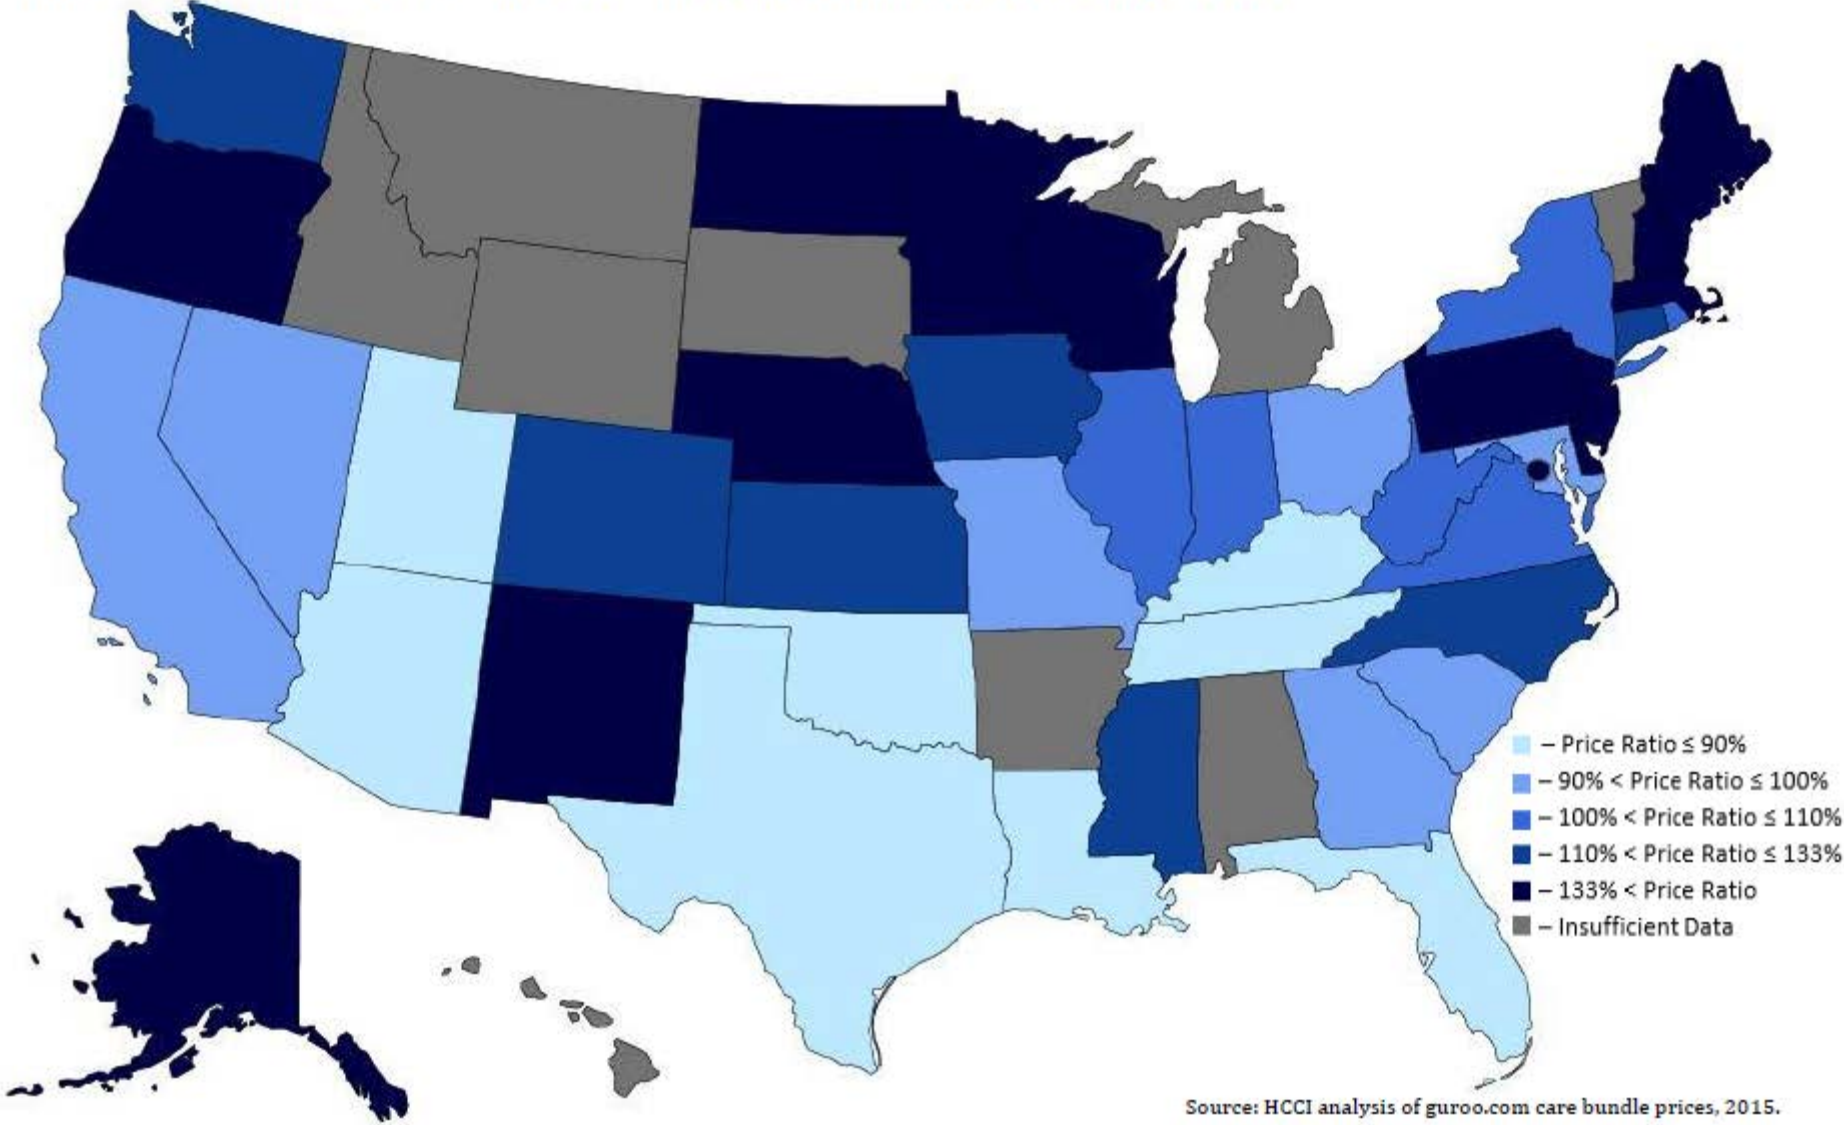 – Price Ratio ≤ 90%
– 90% < Price Ratio ≤ 100%
– 100% < Price Ratio ≤ 110%
– 110% < Price Ratio ≤ 133%
– 133% < Price Ratio
– Insufficient Data
Source: HCCI analysis of guroo.com care bundle prices, 2015.